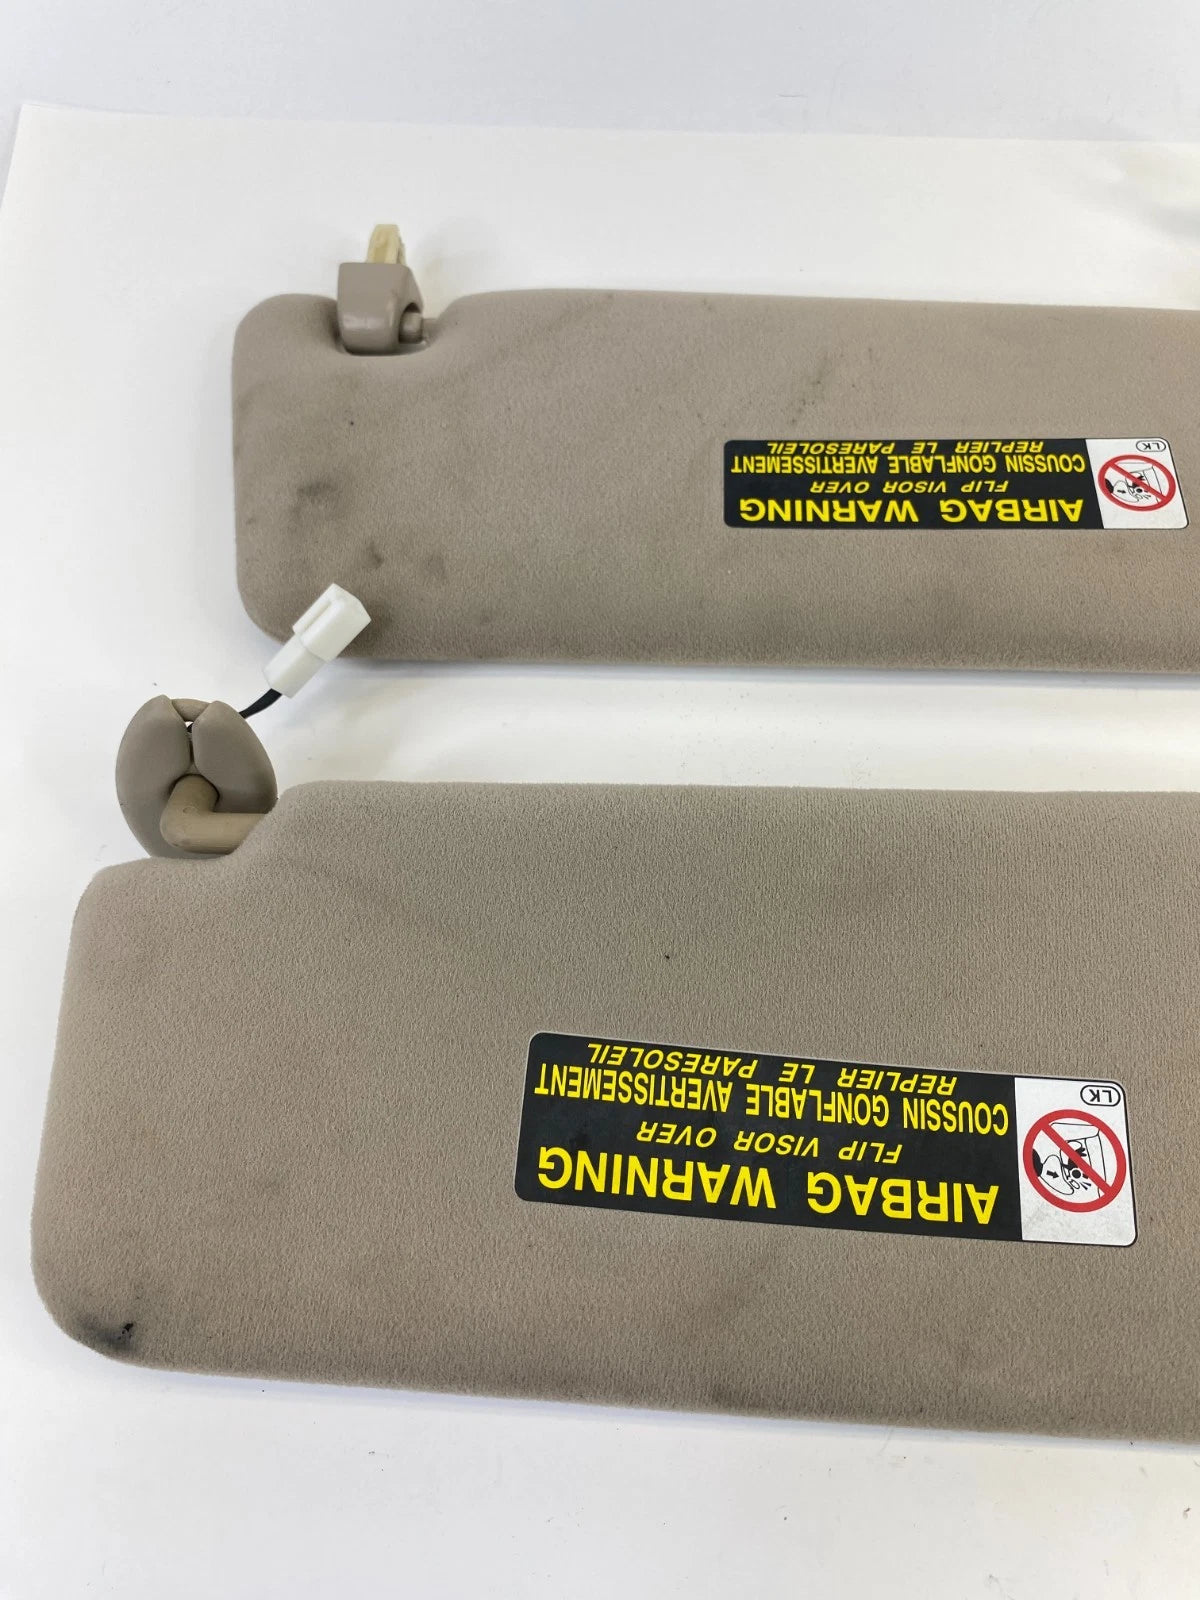 AIRBAG WARNING
FLIP VISOR OVER
COUSSIN GONFLABLE AVERTISSEMENT
REPLIER LE PARESOLEIL
LK
AIRBAG WARNING
FLIP VISOR OVER
COUSSIN GONFLABLE AVERTISSEMENT
REPLIER LE PARESOLEIL
LK